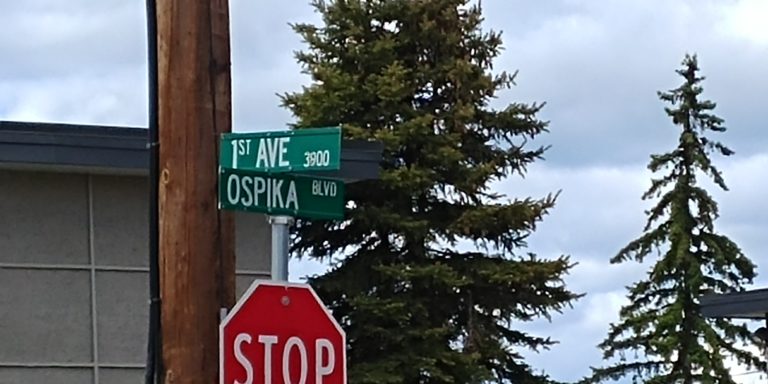 1ST AVE 3900
OSPIKA BLVD
STOP